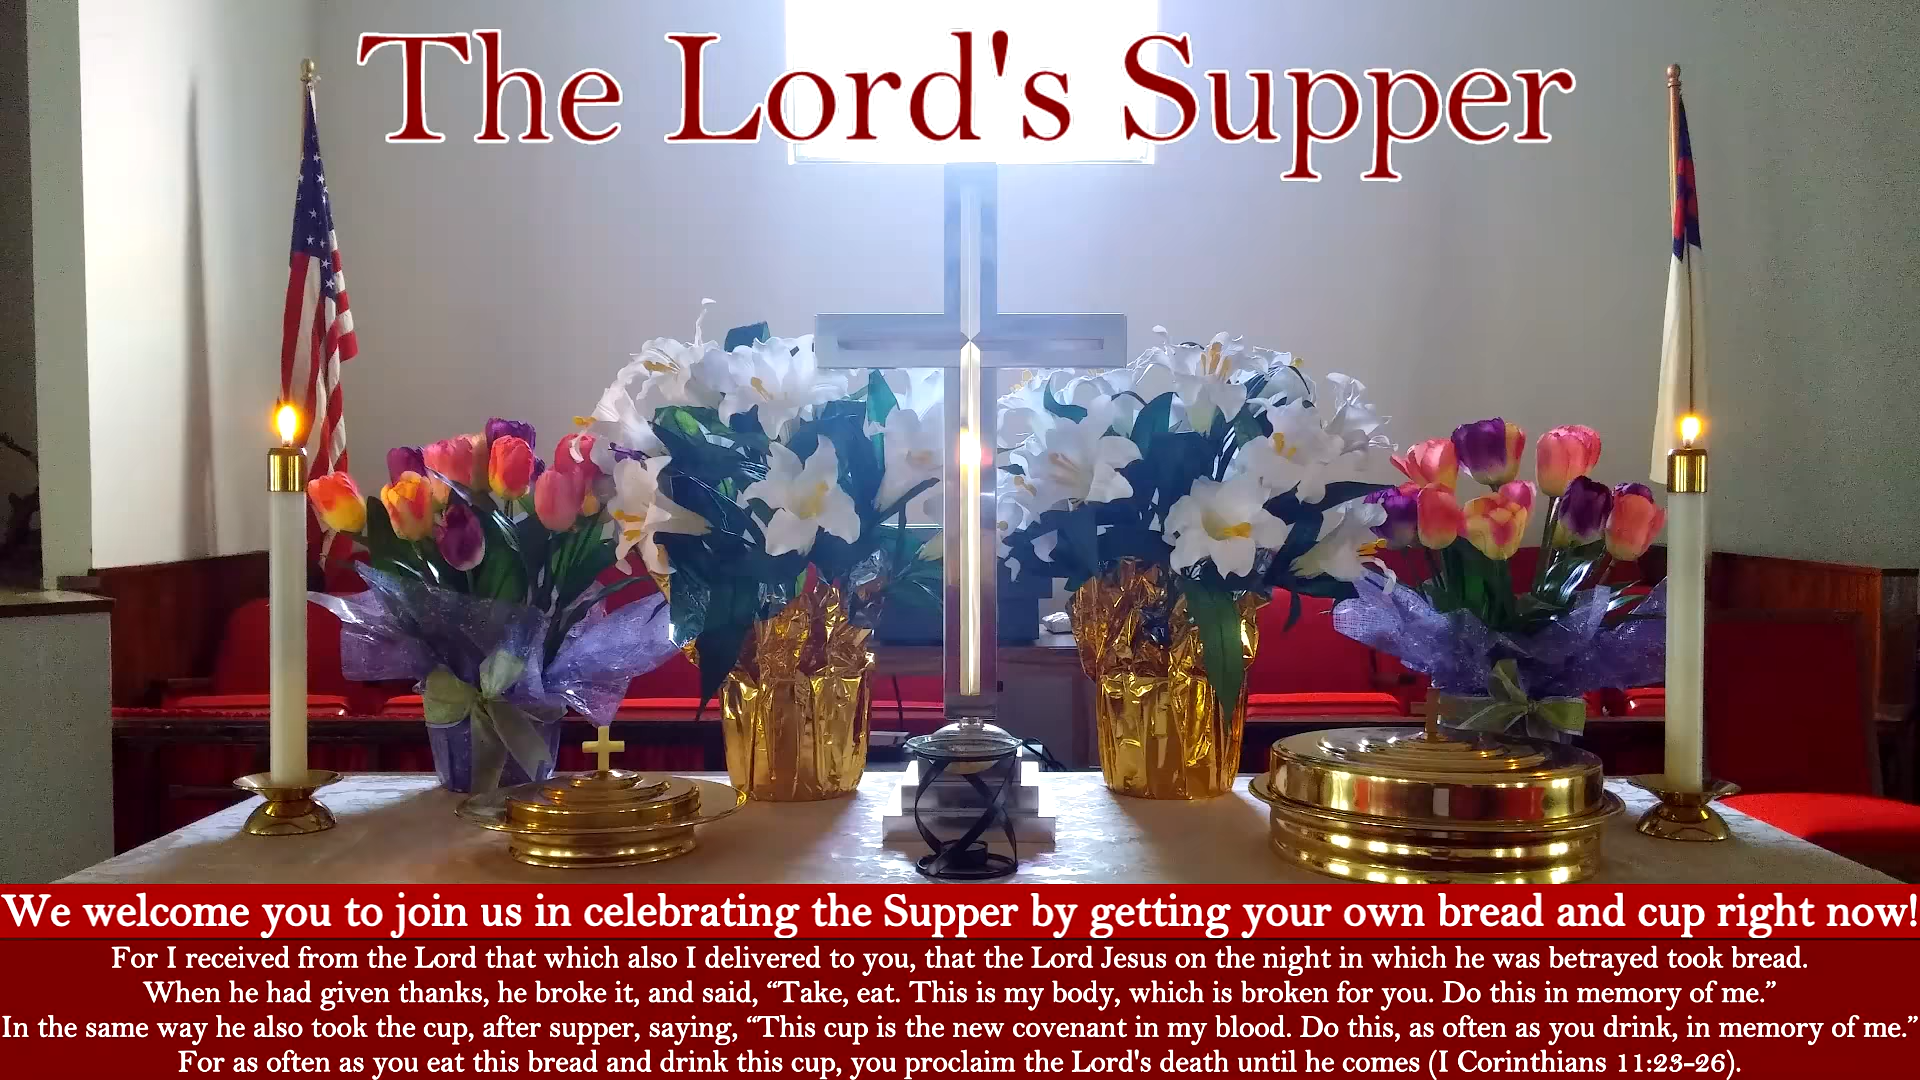 The Lord's Supper
We welcome you to join us in celebrating the Supper by getting your own bread and cup right now!
For I received from the Lord that which also I delivered to you, that the Lord Jesus on the night in which he was betrayed took bread.
When he had given thanks, he broke it, and said, “Take, eat. This is my body, which is broken for you. Do this in memory of me.”
In the same way he also took the cup, after supper, saying, “This cup is the new covenant in my blood. Do this, as often as you drink, in memory of me.”
For as often as you eat this bread and drink this cup, you proclaim the Lord's death until he comes (I Corinthians 11:23-26).